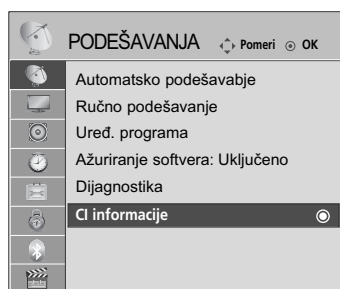 PODEŠAVANJA Pomeri OK
Automatsko podešavabje
Ručno podešavanje
Uređ. programa
Ažuriranje softvera: Uključeno
Dijagnostika
CI informacije